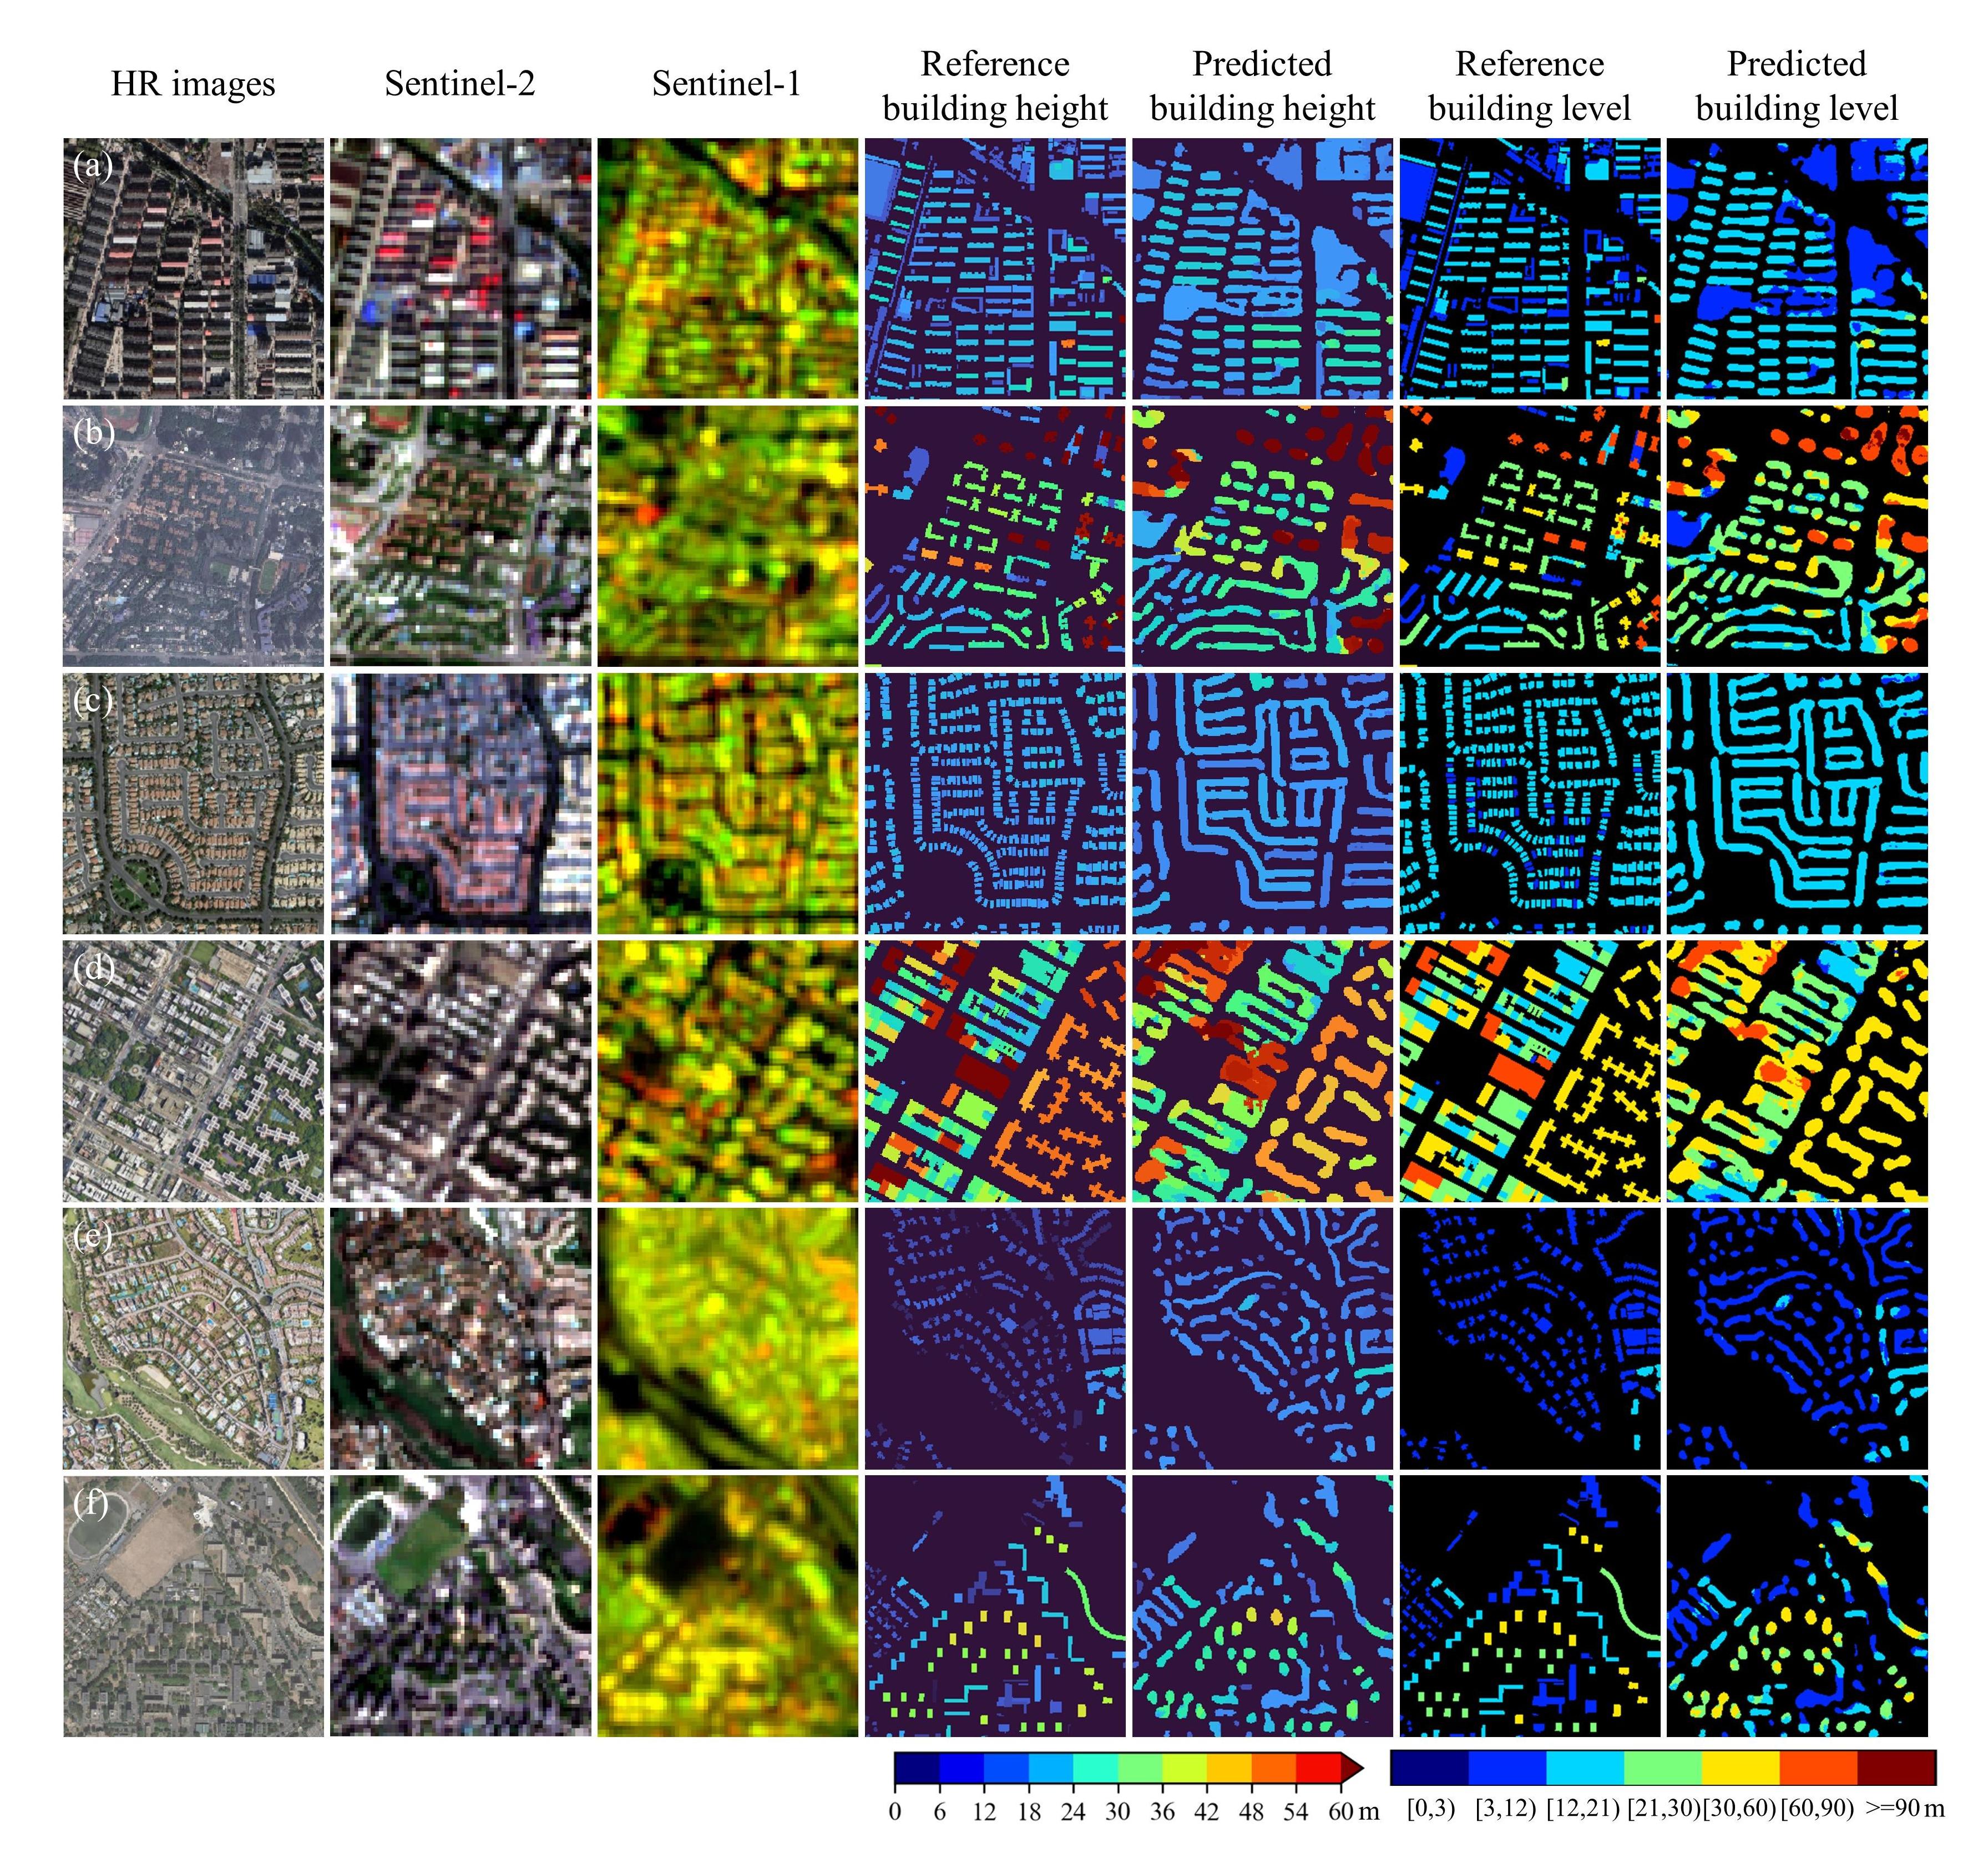 HR images
Sentinel-2
Sentinel-1
Reference
building height
Predicted
building height
Reference
building level
Predicted
building level
(a)
(b)
(c)
(d)
(e)
(f)
0 6 12 18 24 30 36 42 48 54 60 m
[0,3) [3,12) [12,21) [21,30) [30,60) [60,90) >=90 m